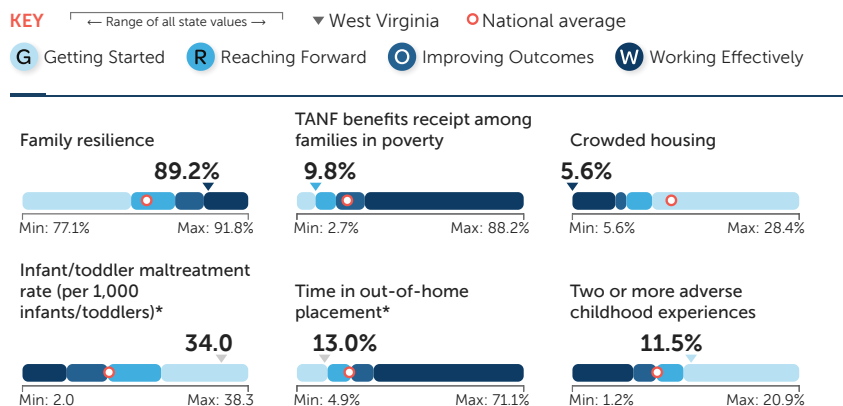 KEY ← Range of all state values → West Virginia National average
G Getting Started R Reaching Forward O Improving Outcomes W Working Effectively
Family resilience
89.2%
Min: 77.1% Max: 91.8%
TANF benefits receipt among
families in poverty
9.8%
Min: 2.7% Max: 88.2%
Crowded housing
5.6%
Min: 5.6% Max: 28.4%
Infant/toddler maltreatment
rate (per 1,000
infants/toddlers)*
34.0
Min: 2.0 Max: 38.3
Time in out-of-home
placement*
13.0%
Min: 4.9% Max: 71.1%
Two or more adverse
childhood experiences
11.5%
Min: 1.2% Max: 20.9%